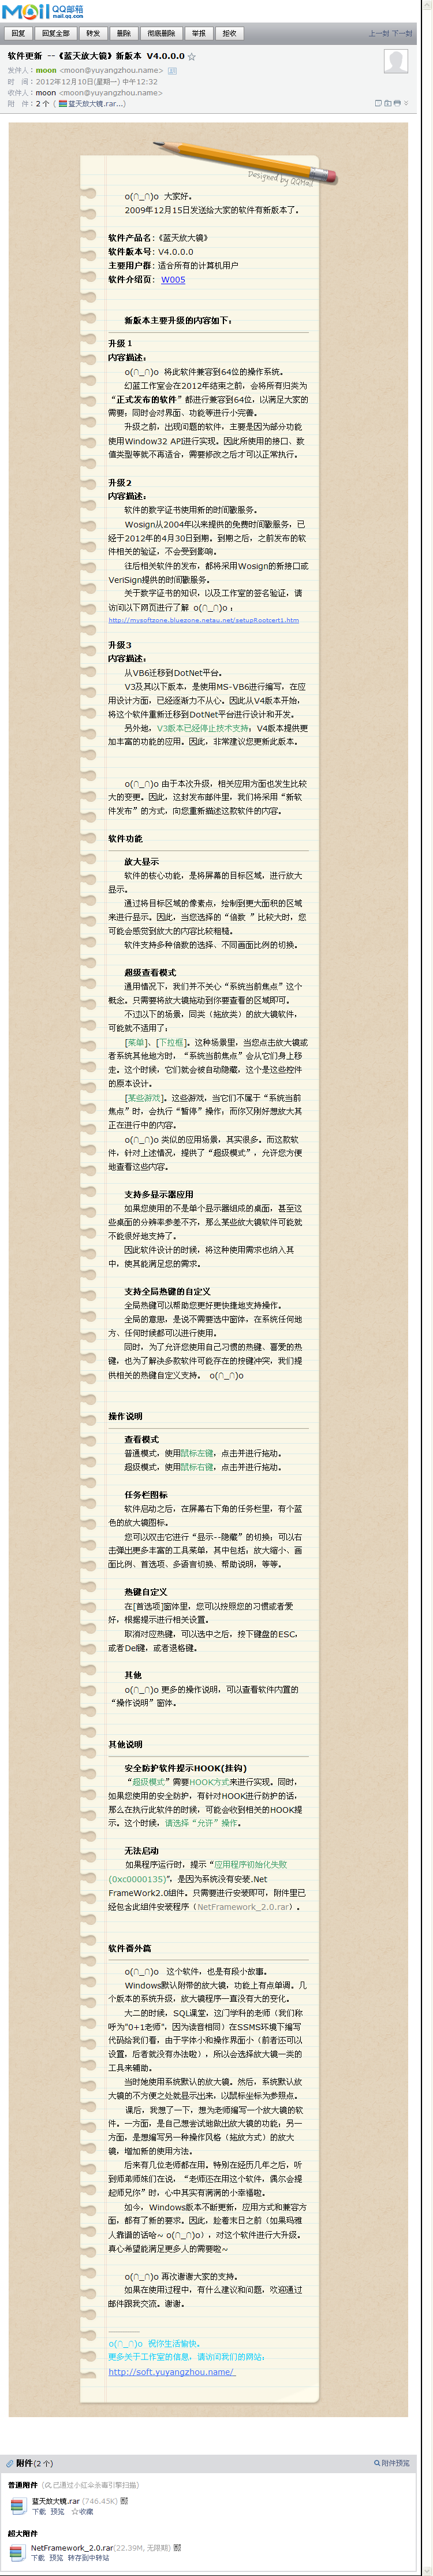 Mail QQ邮箱
mail.qq.com
回复 回复全部 转发 删除 彻底删除 举报 拒收 上一封 下一封
软件更新 --《蓝天放大镜》新版本 V4.0.0.0 ☆
发件人：moon <moon@yuyangzhou.name>
时 间：2012年12月10日(星期一) 中午12:32
收件人：moon <moon@yuyangzhou.name>
附 件：2 个 ( 蓝天放大镜.rar...)
Designed by QQMail
o(∩_∩)o 大家好。
2009年12月15日发送给大家的软件有新版本了。
软件产品名：《蓝天放大镜》
软件版本号：V4.0.0.0
主要用户群：适合所有的计算机用户
软件介绍页： W005
新版本主要升级的内容如下：
升级 1
内容描述：
o(∩_∩)o 将此软件兼容到64位的操作系统。
幻蓝工作室会在2012年结束之前，会将所有归类为
“正式发布的软件”都进行兼容到64位，以满足大家的
需要；同时会对界面、功能等进行小完善。
升级之前，出现问题的软件，主要是因为部分功能
使用Window32 API进行实现。因此所使用的接口、数
值类型等就不再适合，需要修改之后才可以正常执行。
升级2
内容描述：
软件的数字证书使用新的时间戳服务。
Wosign从2004年以来提供的免费时间戳服务，已
经于2012年的4月30日到期。到期之后，之前发布的软
件相关的验证，不会受到影响。
往后相关软件的发布，都将采用Wosign的新接口或
VeriSign提供的时间戳服务。
关于数字证书的知识，以及工作室的签名验证，请
访问以下网页进行了解 o(∩_∩)o ：
http://mysoftzone.bluezone.netau.net/setupRootcert1.htm
升级3
内容描述：
从VB6迁移到DotNet平台。
V3及其以下版本，是使用MS-VB6进行编写，在应
用设计方面，已经逐渐力不从心。因此从V4版本开始，
将这个软件重新迁移到DotNet平台进行设计和开发。
另外地，V3版本已经停止技术支持；V4版本提供更
加丰富的功能的应用。因此，非常建议您更新此版本。
o(∩_∩)o 由于本次升级，相关应用方面也发生比较
大的变更。因此，这封发布邮件里，我们将采用“新软
件发布”的方式，向您重新描述这款软件的内容。
软件功能
放大显示
软件的核心功能，是将屏幕的目标区域，进行放大
显示。
通过将目标区域的像素点，绘制到更大面积的区域
来进行显示。因此，当您选择的“倍数 ”比较大时，您
可能会感觉到放大的内容比较粗糙。
软件支持多种倍数的选择、不同画面比例的切换。
超级查看模式
通用情况下，我们并不关心“系统当前焦点”这个
概念。只需要将放大镜拖动到你要查看的区域即可。
不过以下的场景，同类（拖放类）的放大镜软件，
可能就不适用了：
[菜单]、[下拉框]。这种场景里，当您点击放大镜或
者系统其他地方时，“系统当前焦点”会从它们身上移
走。这个时候，它们就会被自动隐藏，这个是这些控件
的原本设计。
[某些游戏]。这些游戏，当它们不属于“系统当前
焦点”时，会执行“暂停”操作；而你又刚好想放大其
正在进行中的内容。
o(∩_∩)o 类似的应用场景，其实很多。而这款软
件，针对上述情况，提供了“超级模式”，允许您方便
地查看这些内容。
支持多显示器应用
如果您使用的不是单个显示器组成的桌面，甚至这
些桌面的分辨率参差不齐，那么某些放大镜软件可能就
不能很好地支持了。
因此软件设计的时候，将这种使用需求也纳入其
中，使其能满足您的需求。
支持全局热键的自定义
全局热键可以帮助您更好更快捷地支持操作。
全局的意思，是说不需要选中窗体，在系统任何地
方、任何时候都可以进行使用。
同时，为了允许您使用自己习惯的热键、喜爱的热
键，也为了解决多款软件可能存在的按键冲突，我们提
供相关的热键自定义支持。 o(∩_∩)o
操作说明
查看模式
普通模式，使用鼠标左键，点击并进行拖动。
超级模式，使用鼠标右键，点击并进行拖动。
任务栏图标
软件启动之后，在屏幕右下角的任务栏里，有个蓝
色的放大镜图标。
您可以双击它进行“显示--隐藏”的切换；可以右
击弹出更多丰富的工具菜单，其中包括：放大缩小、画
面比例、首选项、多语言切换、帮助说明，等等。
热键自定义
在[首选项]窗体里，您可以按照您的习惯或者爱
好，根据提示进行相关设置。
取消对应热键，可以选中之后，按下键盘的ESC，
或者Del键，或者退格键。
其他
o(∩_∩)o 更多的操作说明，可以查看软件内置的
“操作说明”窗体。
其他说明
安全防护软件提示HOOK(挂钩)
“超级模式”需要HOOK方式来进行实现。同时，
如果您使用的安全防护，有针对HOOK进行防护的话，
那么在执行此软件的时候，可能会收到相关的HOOK提
示。这个时候，请选择“允许”操作。
无法启动
如果程序运行时，提示“应用程序初始化失败
(0xc0000135)”，是因为系统没有安装.Net
FrameWork2.0组件。只需要进行安装即可，附件里已
经包含此组件安装程序（NetFramework_2.0.rar）。
软件番外篇
o(∩_∩)o 这个软件，也是有段小故事。
Windows默认附带的放大镜，功能上有点单调。几
个版本的系统升级，放大镜程序一直没有大的变化。
大二的时候，SQL课堂，这门学科的老师（我们称
呼为“0+1老师”，因为读音相同）在SSMS环境下编写
代码给我们看，由于字体小和操作界面小（前者还可以
设置，后者就没有办法啦），所以会选择放大镜一类的
工具来辅助。
当时她使用系统默认的放大镜。然后，系统默认放
大镜的不方便之处就显示出来，以鼠标坐标为参照点。
课后，我想了一下，想为老师编写一个放大镜的软
件。一方面，是自己想尝试地做出放大镜的功能；另一
方面，是想编写另一种操作风格（拖放方式）的放大
镜，增加新的使用方法。
后来有几位老师都在用。特别在经历几年之后，听
到师弟师妹们在说，“老师还在用这个软件，偶尔会提
起师兄你”时，心中其实有满满的小幸福啦。
如今，Windows版本不断更新，应用方式和兼容方
面，都有了新的要求。因此，趁着末日之前（如果玛雅
人靠谱的话哈~ o(∩_∩)o），对这个软件进行大升级。
真心希望能满足更多人的需要啦~
o(∩_∩)o 再次谢谢大家的支持。
如果在使用过程中，有什么建议和问题，欢迎通过
邮件跟我交流。谢谢。
o(∩_∩)o 祝你生活愉快。
更多关于工作室的信息，请访问我们的网站：
http://soft.yuyangzhou.name/
附件(2 个) 附件预览
普通附件 (已通过小红伞杀毒引擎扫描)
蓝天放大镜.rar (746.45K)
下载 预览 ☆收藏
超大附件
NetFramework_2.0.rar(22.39M, 无限期)
下载 预览 转存到中转站